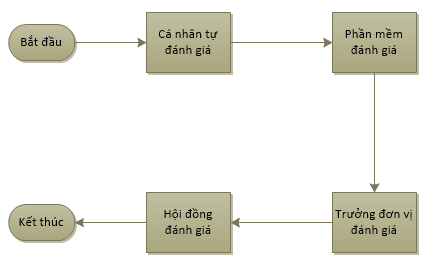 Bắt đầu
Cá nhân tự
đánh giá
Phần mềm
đánh giá
Trưởng đơn vị
đánh giá
Hội đồng
đánh giá
Kết thúc